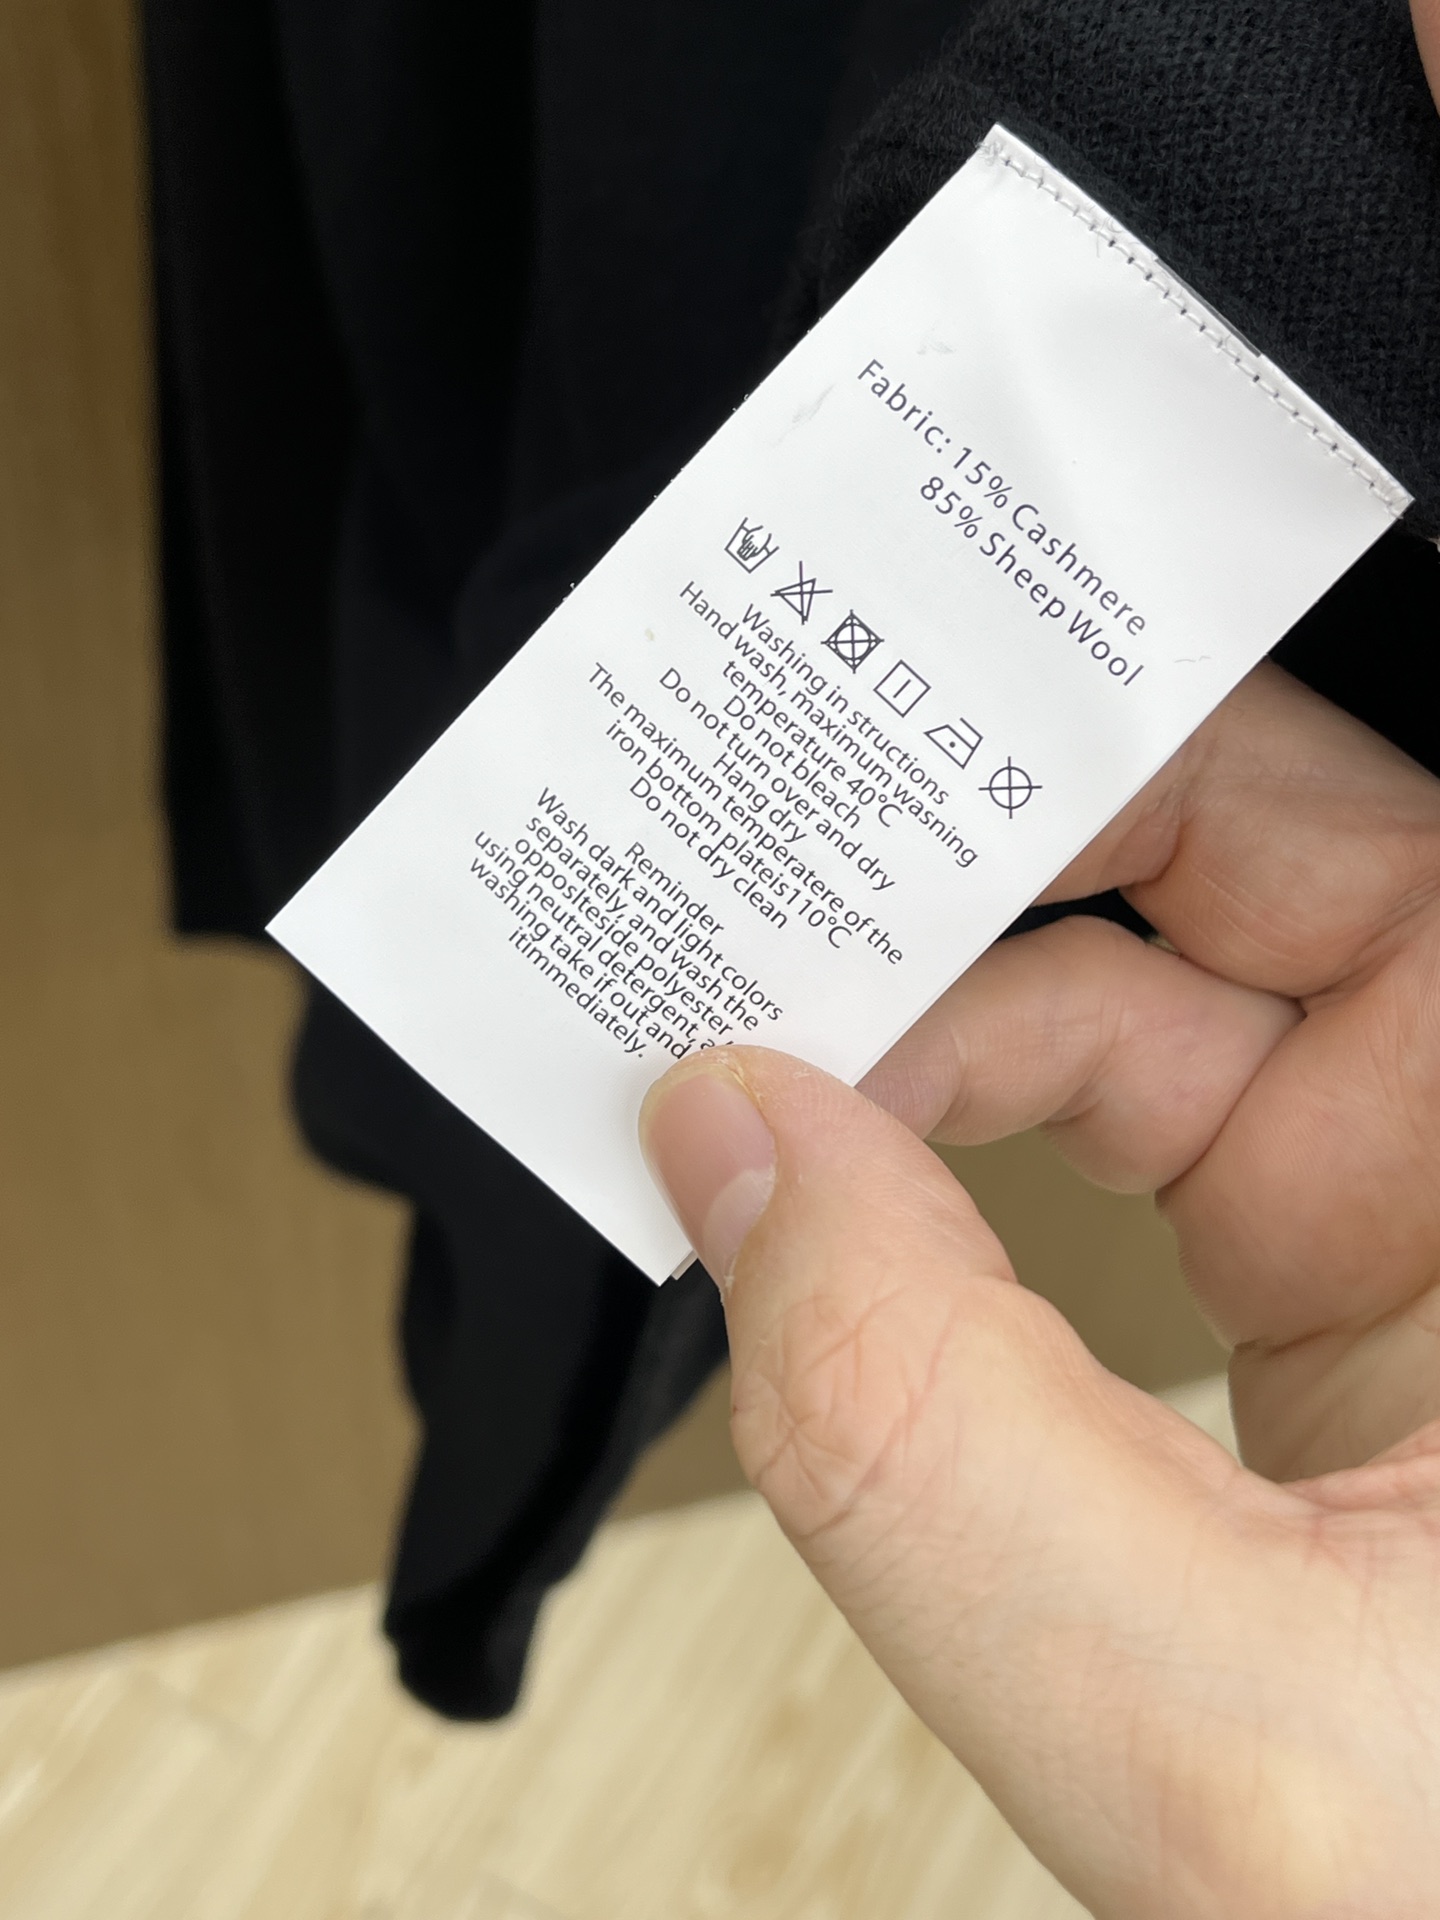 Fabric: 15% Cashmere
85% Sheep Wool
Washing in structions
Hand wash, maximum wasning
temperature 40°C
Do not bleach
Do not turn over and dry
Hang dry
The maximum temperatere of the
iron bottom plateis110°C
Do not dry clean
Reminder
Wash dark and light colors
separately, and wash the
opposlteside polyester
using neutral detergent,
washing take if out and
itimmediately.